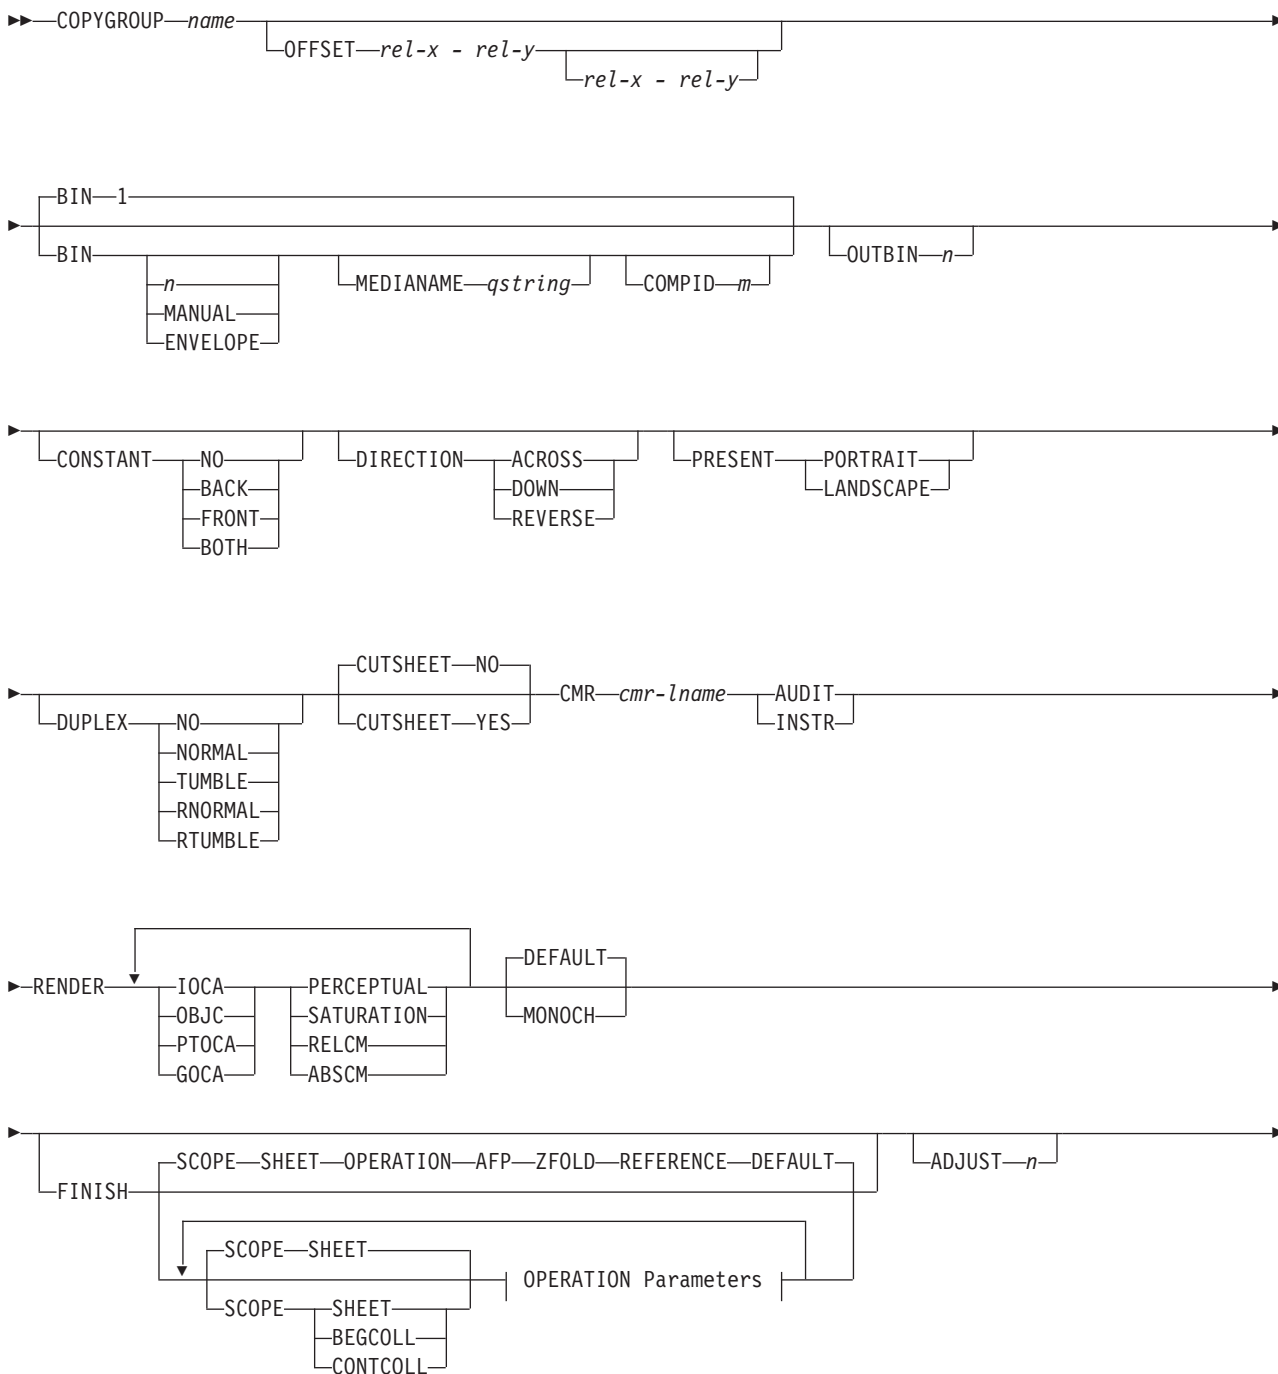 COPYGROUP name
OFFSET rel-x - rel-y
rel-x - rel-y
BIN 1
BIN
n
MANUAL
ENVELOPE
MEDIANAME qstring
COMPID m
OUTBIN n
CONSTANT NO
BACK
FRONT
BOTH
DIRECTION ACROSS
DOWN
REVERSE
PRESENT PORTRAIT
LANDSCAPE
DUPLEX NO
NORMAL
TUMBLE
RNORMAL
RTUMBLE
CUTSHEET NO
CUTSHEET YES
CMR cmr-lname AUDIT
INSTR
RENDER IOCA
OBJC
PTOCA
GOCA
PERCEPTUAL
SATURATION
RELCM
ABSCM
DEFAULT
MONOCH
FINISH
SCOPE SHEET OPERATION AFP ZFOLD REFERENCE DEFAULT
SCOPE SHEET
SCOPE SHEET
BEGCOLL
CONTCOLL
OPERATION Parameters
ADJUST n